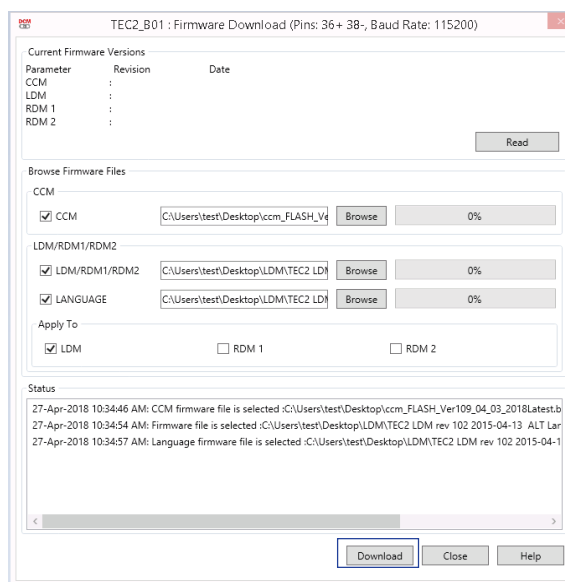 DCM
TEC2_B01 : Firmware Download (Pins: 36+ 38-, Baud Rate: 115200)
Current Firmware Versions
Parameter Revision Date
CCM :
LDM :
RDM 1 :
RDM 2 :
Read
Browse Firmware Files
CCM
CCM C:\Users\test\Desktop\ccm_FLASH_Ve Browse 0%
LDM/RDM1/RDM2
LDM/RDM1/RDM2 C:\Users\test\Desktop\LDM\TEC2 LDM Browse 0%
LANGUAGE C:\Users\test\Desktop\LDM\TEC2 LDM Browse 0%
Apply To
LDM RDM 1 RDM 2
Status
27-Apr-2018 10:34:46 AM: CCM firmware file is selected :C:\Users\test\Desktop\ccm_FLASH_Ver109_04_03_2018Latest.b
27-Apr-2018 10:34:54 AM: Firmware file is selected :C:\Users\test\Desktop\LDM\TEC2 LDM rev 102 2015-04-13 ALT Lar
27-Apr-2018 10:34:57 AM: Language firmware file is selected :C:\Users\test\Desktop\LDM\TEC2 LDM rev 102 2015-04-1
Download Close Help